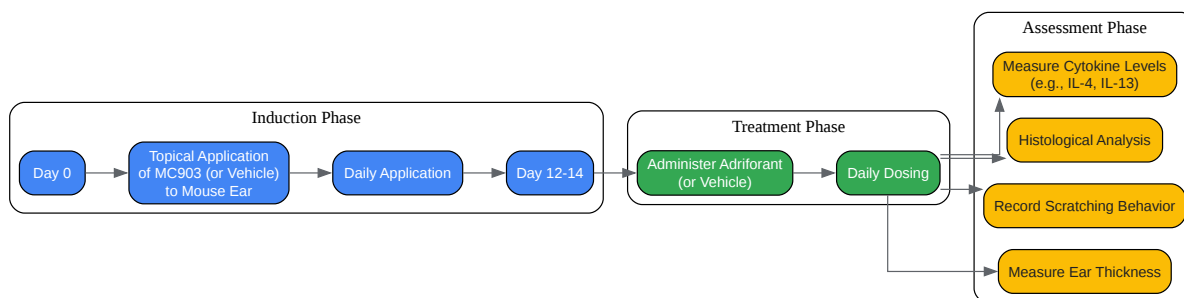 Induction Phase
Day 0
Topical Application
of MC903 (or Vehicle)
to Mouse Ear
Daily Application
Day 12-14
Treatment Phase
Administer Adriforant
(or Vehicle)
Daily Dosing
Assessment Phase
Measure Cytokine Levels
(e.g., IL-4, IL-13)
Histological Analysis
Record Scratching Behavior
Measure Ear Thickness